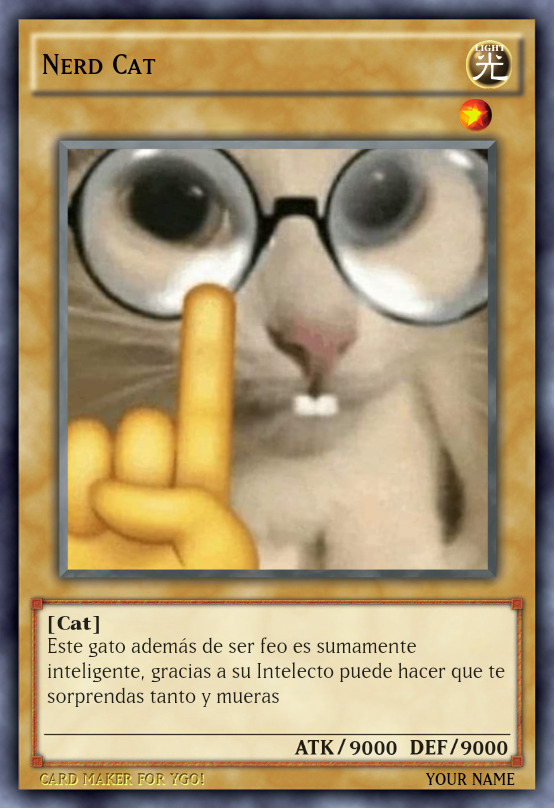 Nerd Cat
LIGHT
光
[Cat]
Este gato además de ser feo es sumamente
inteligente, gracias a su Intelecto puede hacer que te
sorprendas tanto y mueras
ATK/9000 DEF/9000
CARD MAKER FOR YGO! YOUR NAME